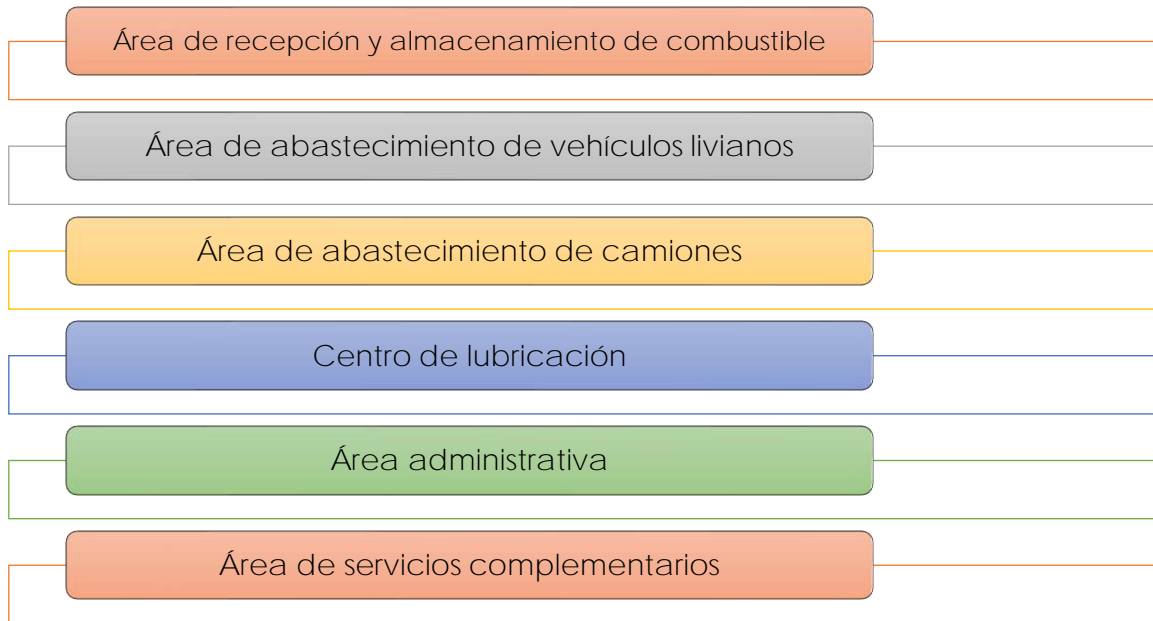 Área de recepción y almacenamiento de combustible
Área de abastecimiento de vehículos livianos
Área de abastecimiento de camiones
Centro de lubricación
Área administrativa
Área de servicios complementarios